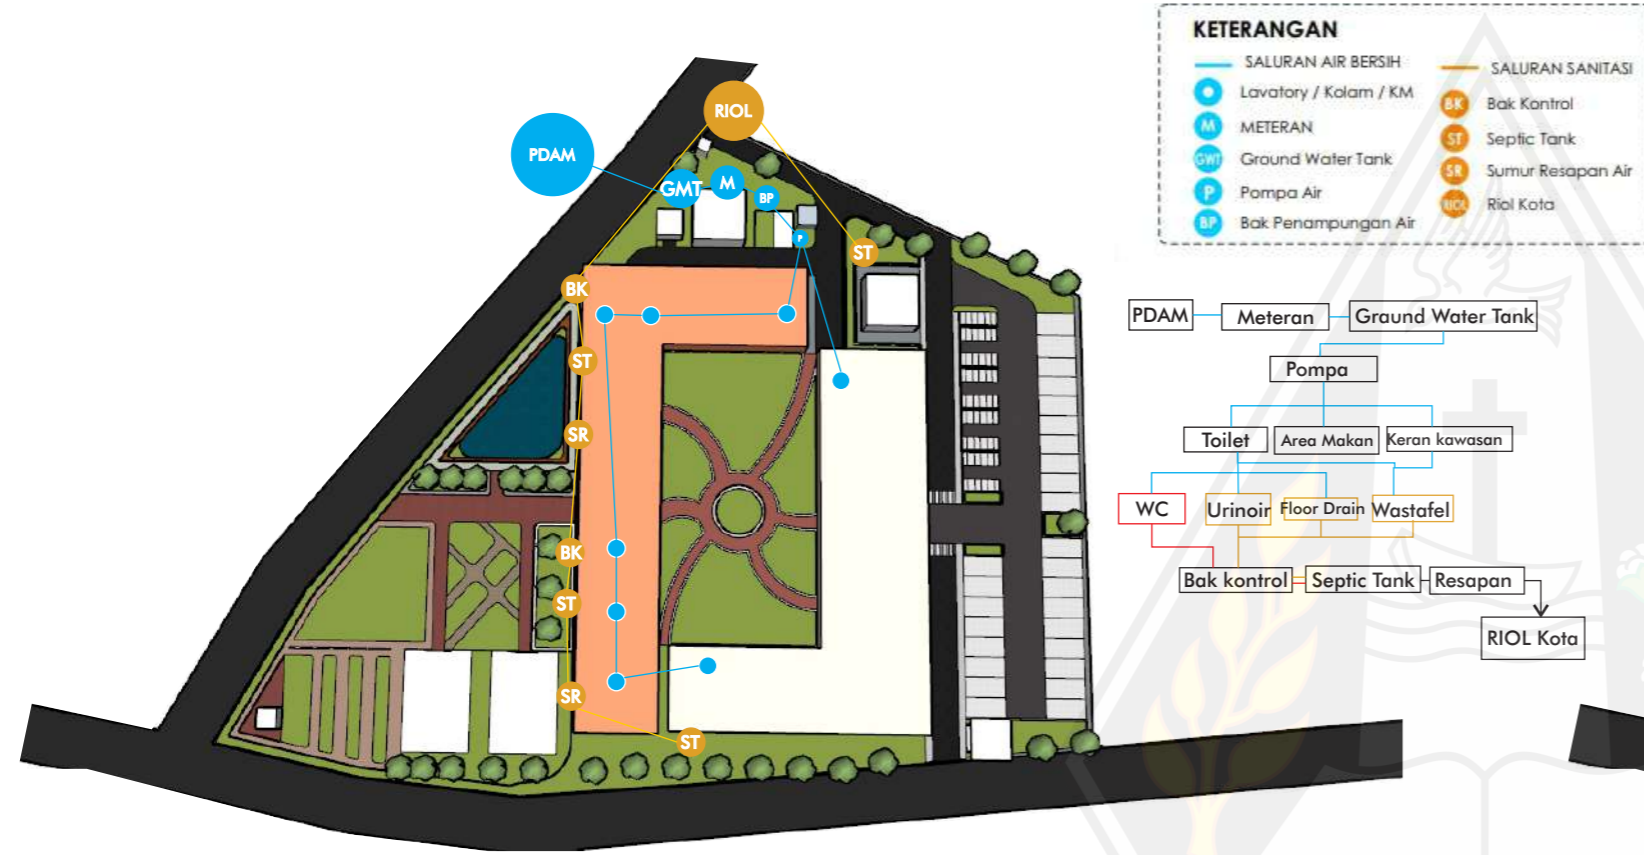 KETERANGAN
SALURAN AIR BERSIH
Lavatory / Kolam / KM
M METERAN
GWT Ground Water Tank
P Pompa Air
BP Bak Penampungan Air
SALURAN SANITASI
BK Bak Kontrol
ST Septic Tank
SR Sumur Resapan Air
RIOL Riol Kota
RIOL
PDAM
GMT
M
BP
P
ST
BK
ST
SR
BK
ST
SR
ST
PDAM
Meteran
Graund Water Tank
Pompa
Toilet
Area Makan
Keran kawasan
WC
Urinoir
Floor Drain
Wastafel
Bak kontrol
Septic Tank
Resapan
RIOL Kota